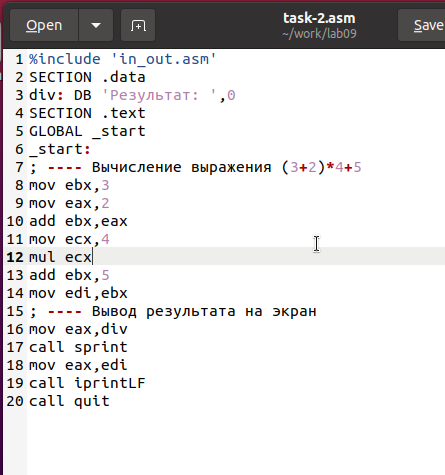 Open
task-2.asm
~/work/lab09
Save
1 %include 'in_out.asm'
2 SECTION .data
3 div: DB 'Результат: ',0
4 SECTION .text
5 GLOBAL _start
6 _start:
7 ; ---- Вычисление выражения (3+2)*4+5
8 mov ebx,3
9 mov eax,2
10 add ebx,eax
11 mov ecx,4
12 mul ecx
13 add ebx,5
14 mov edi,ebx
15 ; ---- Вывод результата на экран
16 mov eax,div
17 call sprint
18 mov eax,edi
19 call iprintLF
20 call quit